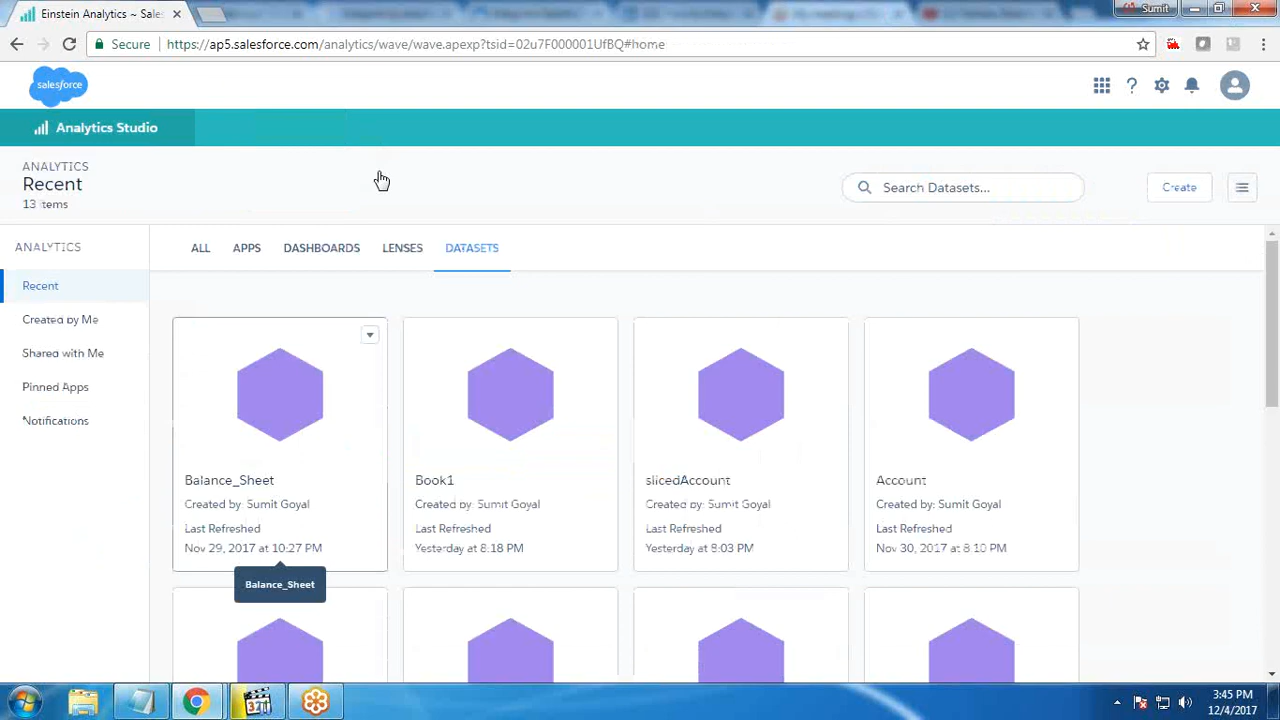 Einstein Analytics ~ Sales
Sumit
Secure
https://ap5.salesforce.com/analytics/wave/wave.apexp?tsid=02u7F000001UfBQ#home
salesforce
Analytics Studio
ANALYTICS
Recent
13 items
Search Datasets...
Create
ANALYTICS
Recent
Created by Me
Shared with Me
Pinned Apps
Notifications
ALL
APPS
DASHBOARDS
LENSES
DATASETS
Balance_Sheet
Created by: Sumit Goyal
Last Refreshed
Nov 29, 2017 at 10:27 PM
Book1
Created by: Sumit Goyal
Last Refreshed
Yesterday at 8:18 PM
slicedAccount
Created by: Sumit Goyal
Last Refreshed
Yesterday at 8:03 PM
Account
Created by: Sumit Goyal
Last Refreshed
Nov 30, 2017 at 8:10 PM
Balance_Sheet
321
3:45 PM
12/4/2017